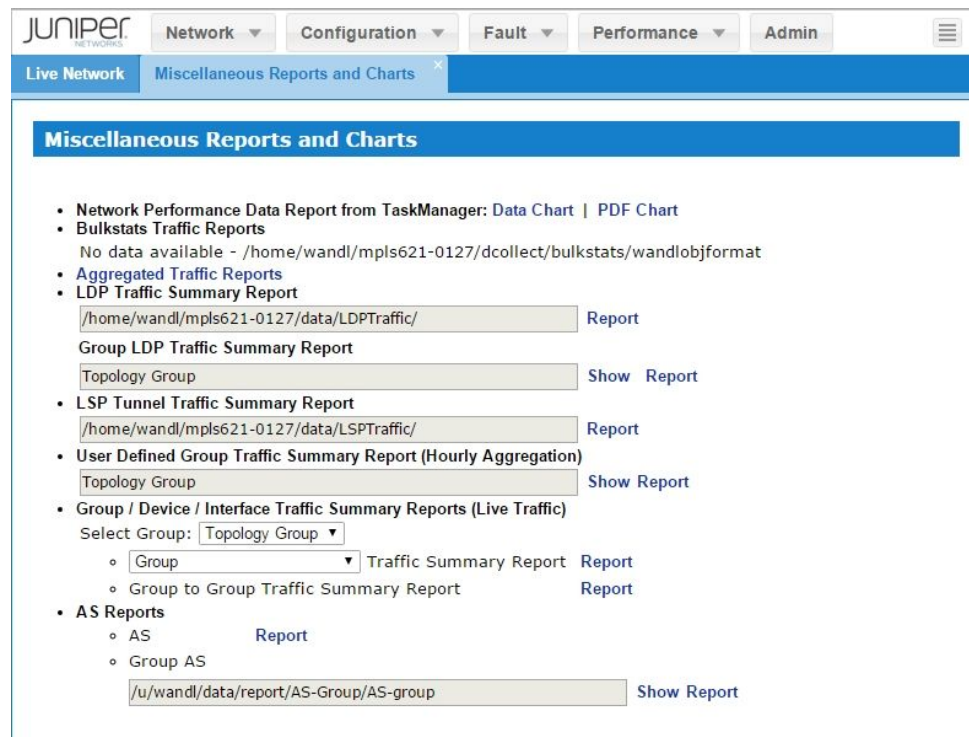 JUNIPER
NETWORKS
Network Configuration Fault Performance Admin
Live Network Miscellaneous Reports and Charts ×
Miscellaneous Reports and Charts
• Network Performance Data Report from TaskManager: Data Chart | PDF Chart
• Bulkstats Traffic Reports
No data available - /home/wandl/mpls621-0127/dcollect/bulkstats/wandlobjformat
• Aggregated Traffic Reports
• LDP Traffic Summary Report
/home/wandl/mpls621-0127/data/LDPTraffic/ Report
Group LDP Traffic Summary Report
Topology Group Show Report
• LSP Tunnel Traffic Summary Report
/home/wandl/mpls621-0127/data/LSPTraffic/ Report
• User Defined Group Traffic Summary Report (Hourly Aggregation)
Topology Group Show Report
• Group / Device / Interface Traffic Summary Reports (Live Traffic)
Select Group: Topology Group
Group Traffic Summary Report Report
Group to Group Traffic Summary Report Report
• AS Reports
AS Report
Group AS
/u/wandl/data/report/AS-Group/AS-group Show Report